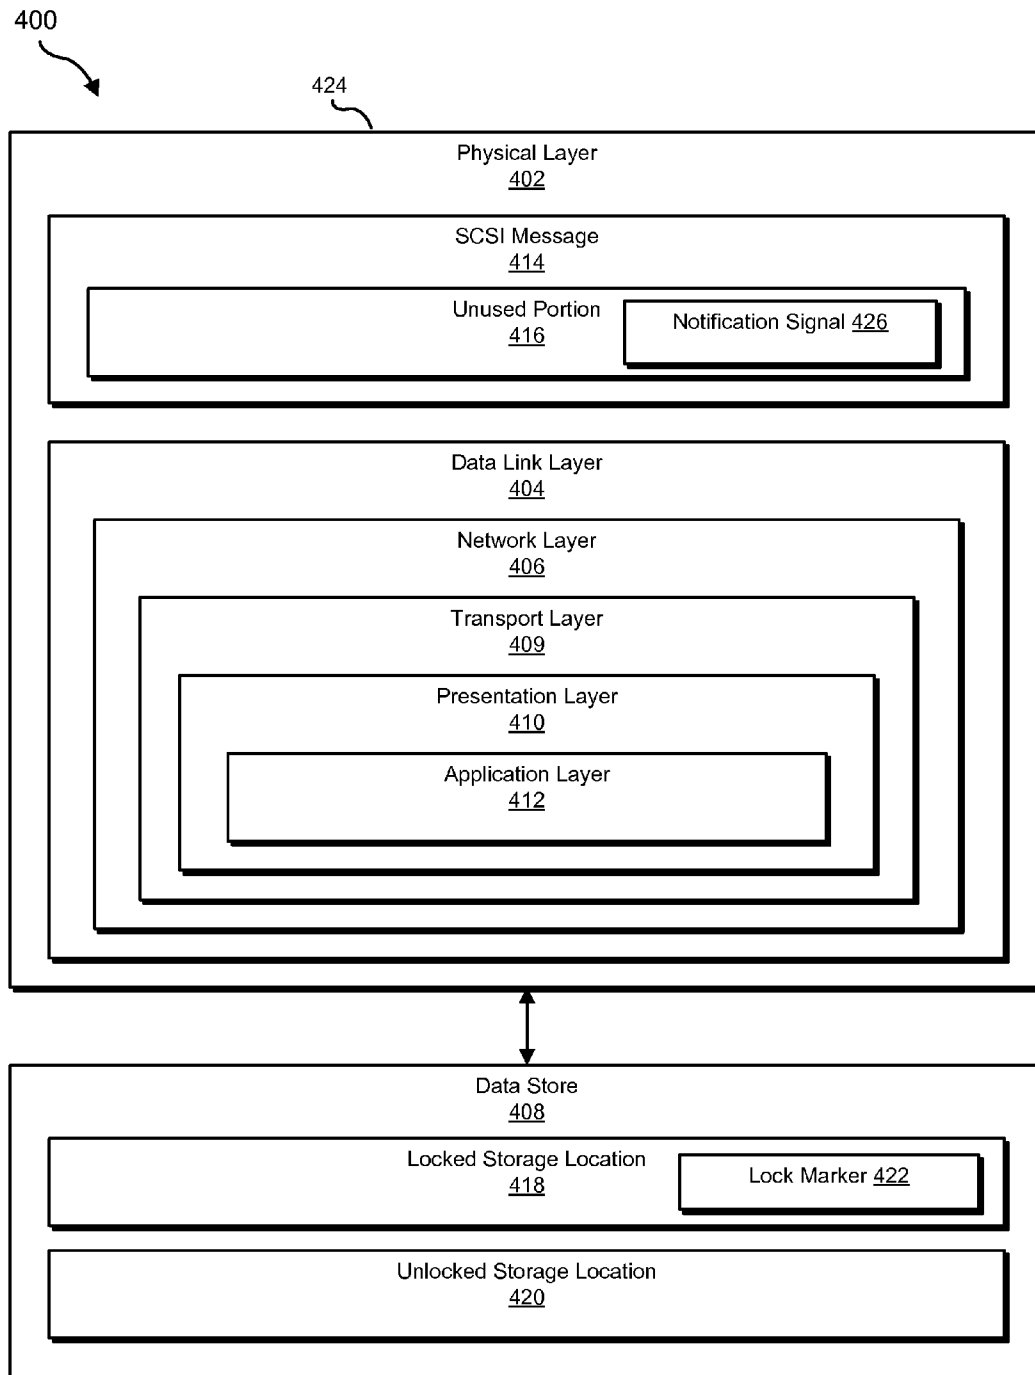 400
424
Physical Layer
402
SCSI Message
414
Unused Portion
416
Notification Signal 426
Data Link Layer
404
Network Layer
406
Transport Layer
409
Presentation Layer
410
Application Layer
412
Data Store
408
Locked Storage Location
418
Lock Marker 422
Unlocked Storage Location
420